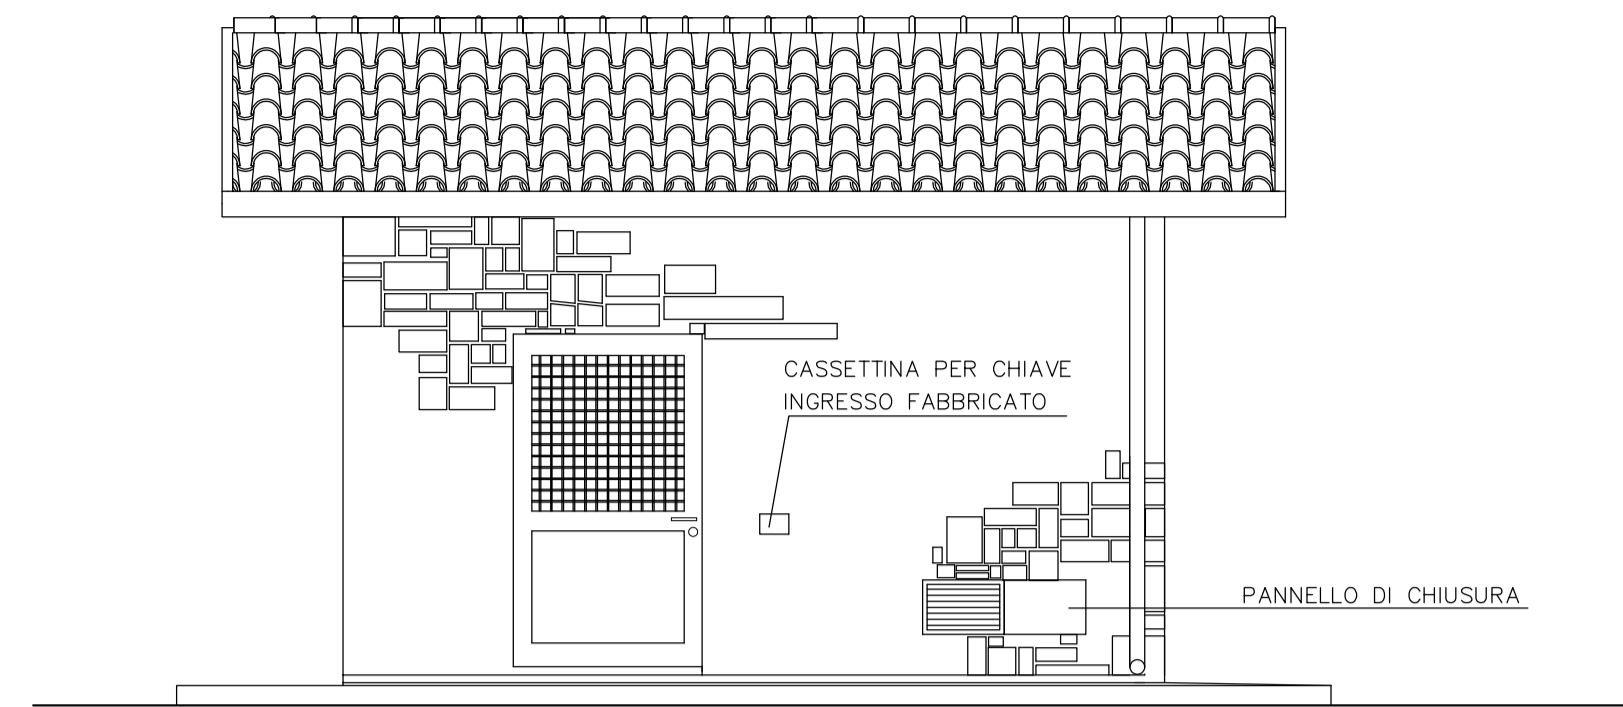 CASSETTINA PER CHIAVE
INGRESSO FABBRICATO
PANNELLO DI CHIUSURA